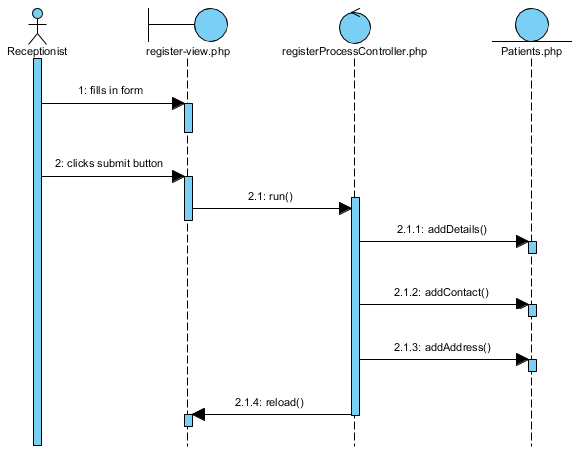 Receptionist
register-view.php
registerProcessController.php
Patients.php
1: fills in form
2: clicks submit button
2.1: run()
2.1.1: addDetails()
2.1.2: addContact()
2.1.3: addAddress()
2.1.4: reload()